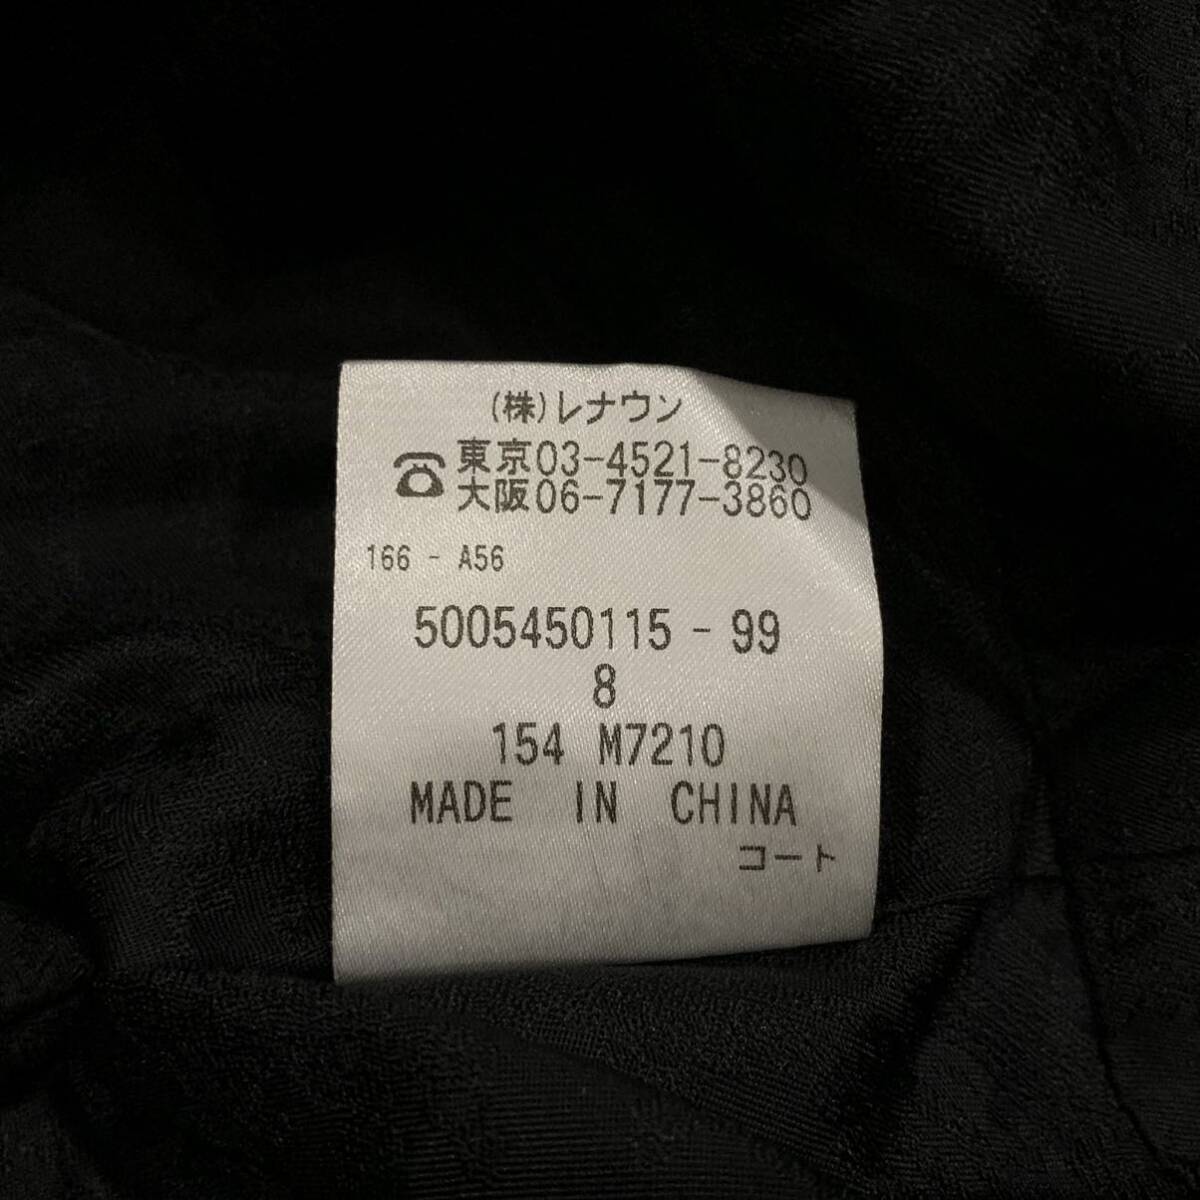 (株)レナウン
☎東京03-4521-8230
大阪06-7177-3860
166 - A56
5005450115 - 99
8
154 M7210
MADE IN CHINA
コート